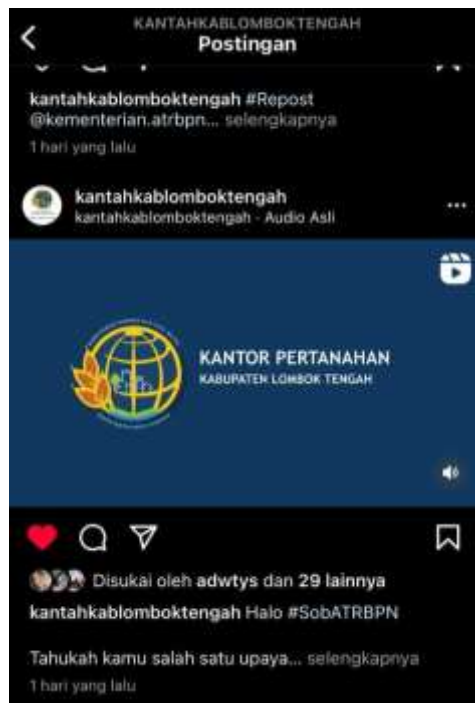 KANTAHKABLOMBOKTENGAH
Postingan
kantahkablomboktengah #Repost
@kementerian.atrbpn... selengkapnya
1 hari yang lalu
kantahkablomboktengah
kantahkablomboktengah - Audio Asli
KANTOR PERTANAHAN
KABUPATEN LOMBOK TENGAH
Disukai oleh adwtys dan 29 lainnya
kantahkablomboktengah Halo #SobATRBPN
Tahukah kamu salah satu upaya... selengkapnya
1 hari yang lalu